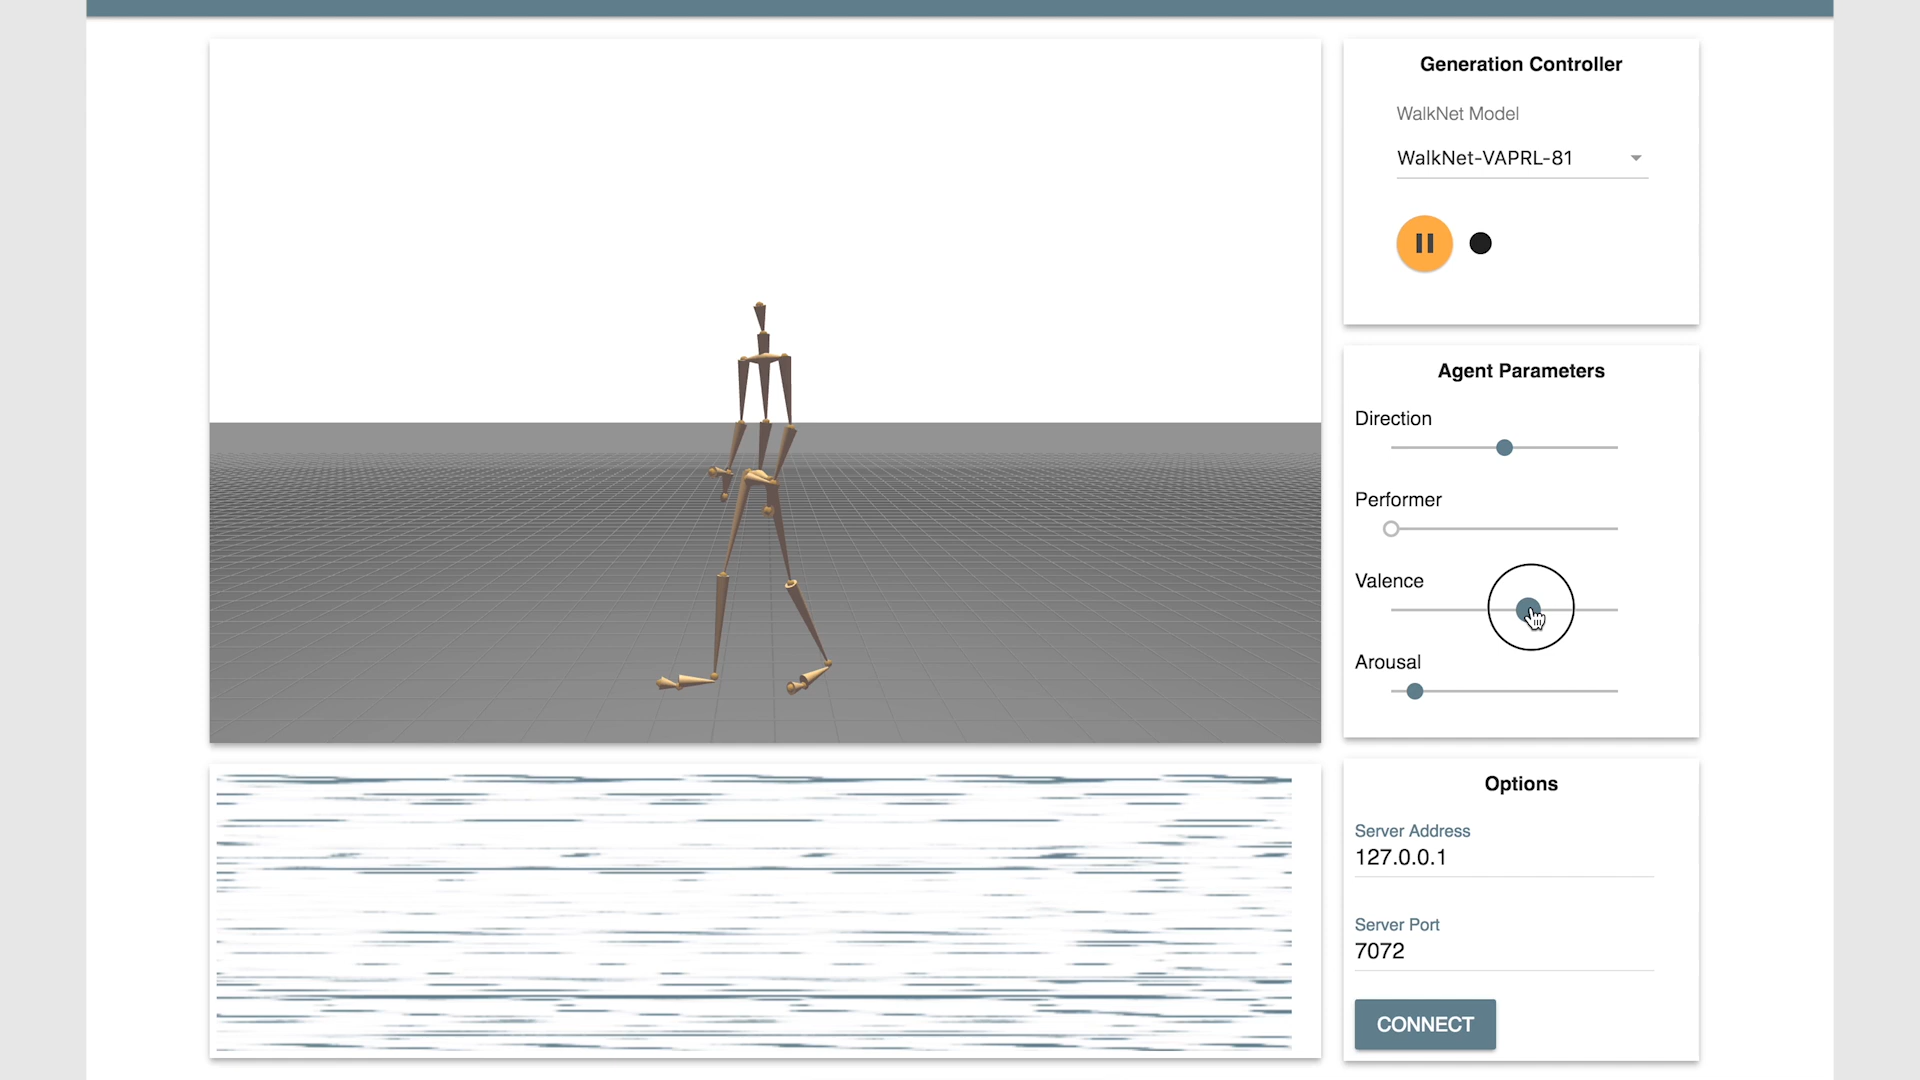 Generation Controller
WalkNet Model
WalkNet-VAPRL-81
Agent Parameters
Direction
Performer
Valence
Arousal
Options
Server Address
127.0.0.1
Server Port
7072
CONNECT